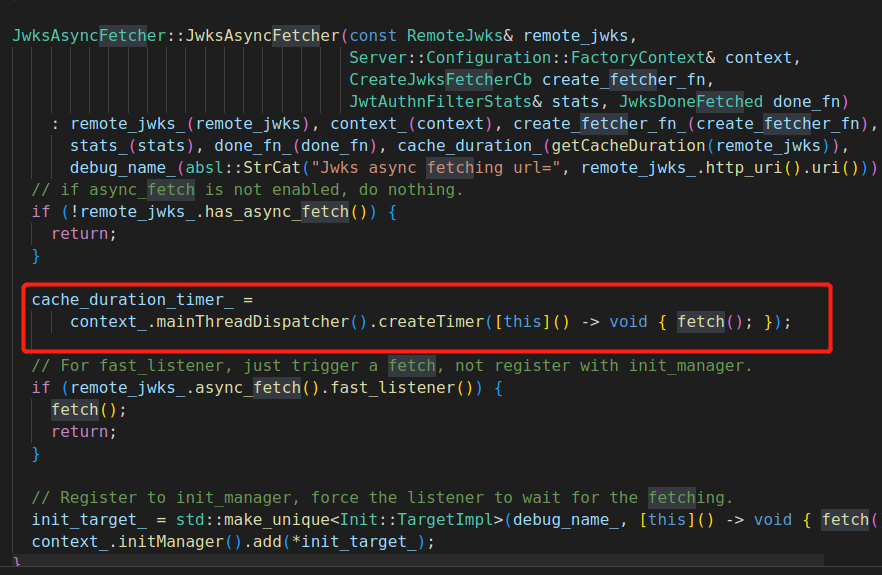 JwksAsyncFetcher::JwksAsyncFetcher(const RemoteJwks& remote_jwks,
Server::Configuration::FactoryContext& context,
CreateJwksFetcherCb create_fetcher_fn,
JwtAuthnFilterStats& stats, JwksDoneFetched done_fn)
: remote_jwks_(remote_jwks), context_(context), create_fetcher_fn_(create_fetcher_fn),
stats_(stats), done_fn_(done_fn), cache_duration_(getCacheDuration(remote_jwks)),
debug_name_(absl::StrCat("Jwks async fetching url=", remote_jwks_.http_uri().uri()))
// if async_fetch is not enabled, do nothing.
if (!remote_jwks_.has_async_fetch()) {
return;
}
cache_duration_timer_ =
context_.mainThreadDispatcher().createTimer([this]() -> void { fetch(); });
// For fast_listener, just trigger a fetch, not register with init_manager.
if (remote_jwks_.async_fetch().fast_listener()) {
fetch();
return;
}
// Register to init_manager, force the listener to wait for the fetching.
init_target_ = std::make_unique<Init::TargetImpl>(debug_name_, [this]() -> void { fetch(
context_.initManager().add(*init_target_);
}